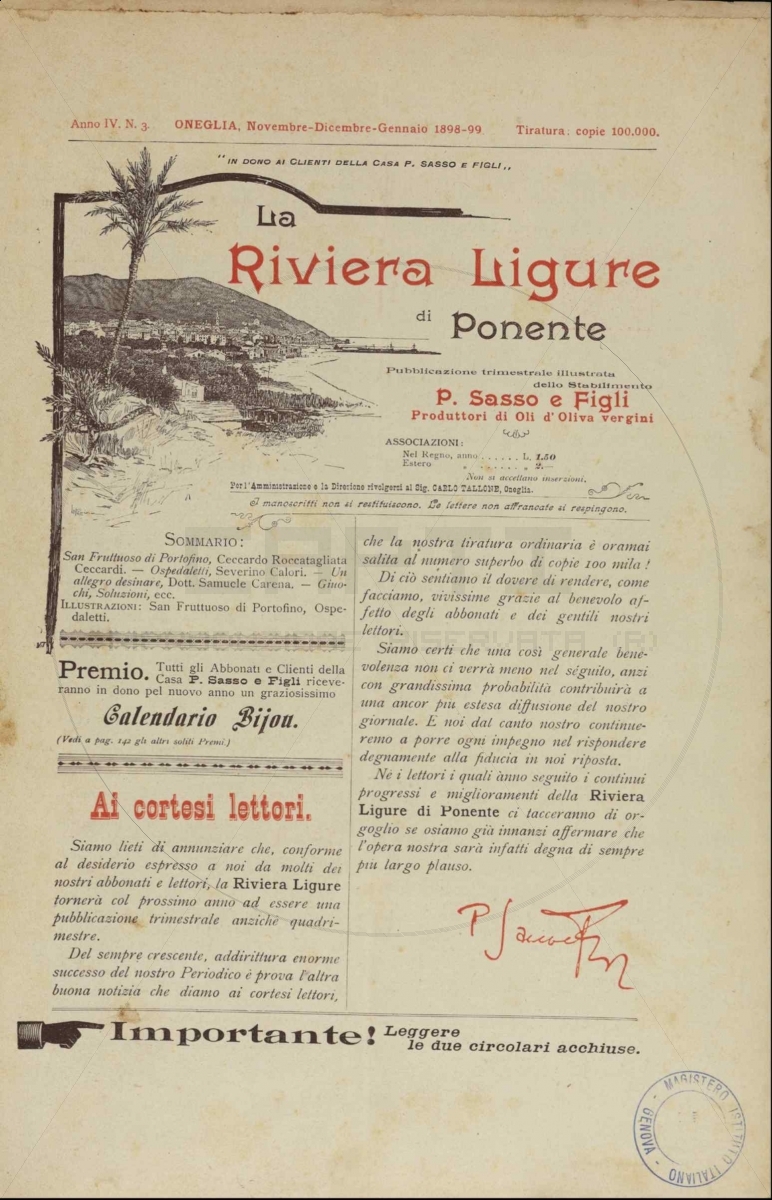 Anno IV. N. 3. ONEGLIA, Novembre-Dicembre-Gennaio 1898-99 Tiratura: copie 100.000.
"IN DONO AI CLIENTI DELLA CASA P. SASSO E FIGLI„
La
Riviera Ligure
di Ponente
Pubblicazione trimestrale illustrata
dello Stabilimento
P. Sasso e Figli
Produttori di Oli d'Oliva vergini
ASSOCIAZIONI:
Nel Regno, anno . . . . . . L. 1.50
Estero „ . . . . . . „ 2.—
Non si accettano inserzioni.
Per l'Amministrazione e la Direzione rivolgersi al Sig. CARLO TALLONE, Oneglia.
I manoscritti non si restituiscono. Le lettere non affrancate si respingono.
SOMMARIO:
San Fruttuoso di Portofino, Ceccardo Roccatagliata
Ceccardi. — Ospedaletti, Severino Calori. — Un
allegro desinare, Dott. Samuele Carena. — Giuo-
chi, Soluzioni, ecc.
ILLUSTRAZIONI: San Fruttuoso di Portofino, Ospe-
daletti.
Premio. Tutti gli Abbonati e Clienti della
Casa P. Sasso e Figli riceve-
ranno in dono pel nuovo anno un graziosissimo
Calendario Bijou.
(Vedi a pag. 142 gli altri soliti Premi.)
Ai cortesi lettori.
Siamo lieti di annunziare che, conforme
al desiderio espresso a noi da molti dei
nostri abbonati e lettori, la Riviera Ligure
tornerà col prossimo anno ad essere una
pubblicazione trimestrale anzichè quadri-
mestre.
Del sempre crescente, addirittura enorme
successo del nostro Periodico è prova l'altra
buona notizia che diamo ai cortesi lettori,
che la nostra tiratura ordinaria è oramai
salita al numero superbo di copie 100 mila!
Di ciò sentiamo il dovere di rendere, come
facciamo, vivissime grazie al benevolo af-
fetto degli abbonati e dei gentili nostri
lettori.
Siamo certi che una così generale bene-
volenza non ci verrà meno nel séguito, anzi
con grandissima probabilità contribuirà a
una ancor più estesa diffusione del nostro
giornale. E noi dal canto nostro continue-
remo a porre ogni impegno nel rispondere
degnamente alla fiducia in noi riposta.
Nè i lettori i quali ànno seguito i continui
progressi e miglioramenti della Riviera
Ligure di Ponente ci tacceranno di or-
goglio se osiamo già innanzi affermare che
l'opera nostra sarà infatti degna di sempre
più largo plauso.
P Sasso e Figli
Importante! Leggere
le due circolari acchiuse.
MAGISTERO ISTITUTO ITALIANO - GENOVA -